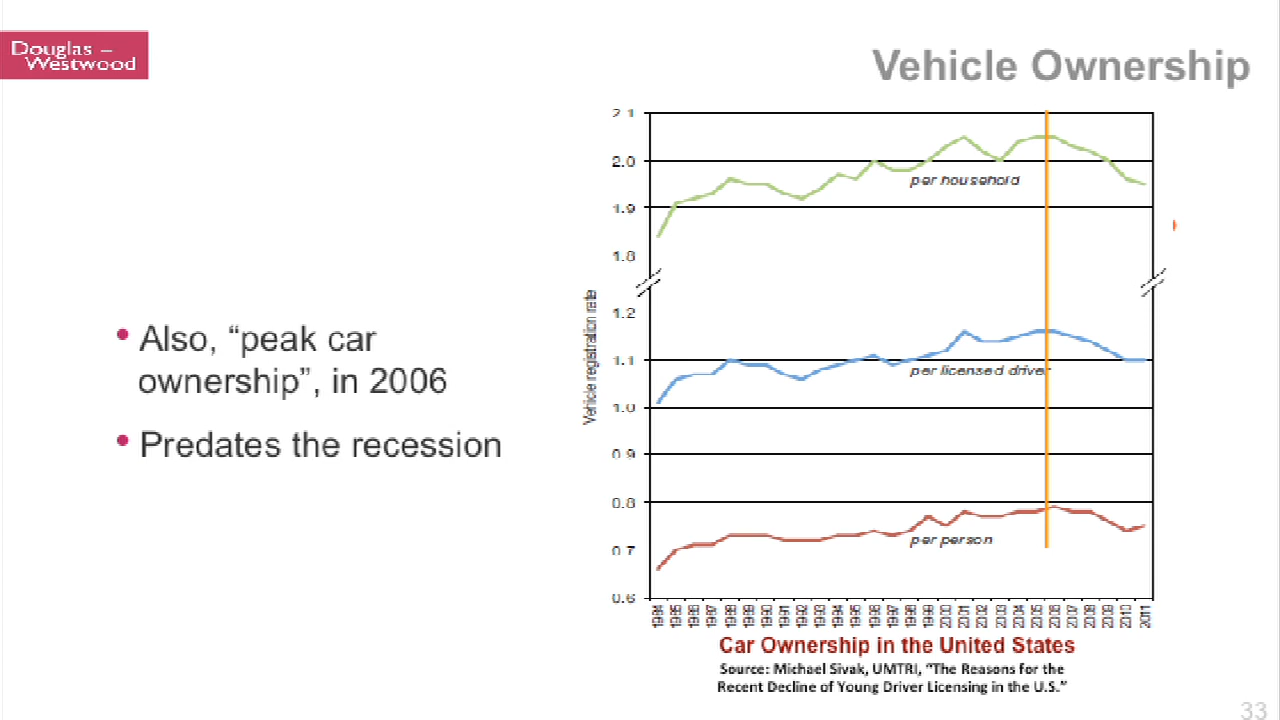 Douglas –
Westwood
Vehicle Ownership
• Also, “peak car
ownership”, in 2006
• Predates the recession
Vehicle registration rate
2.1
2.0
1.9
1.8
1.2
1.1
1.0
0.9
0.8
0.7
0.6
per household
per licensed driver
per person
1984 1985 1986 1987 1988 1989 1990 1991 1992 1993 1994 1995 1996 1997 1998 1999 2000 2001 2002 2003 2004 2005 2006 2007 2008 2009 2010 2011
Car Ownership in the United States
Source: Michael Sivak, UMTRI, “The Reasons for the
Recent Decline of Young Driver Licensing in the U.S.”
33